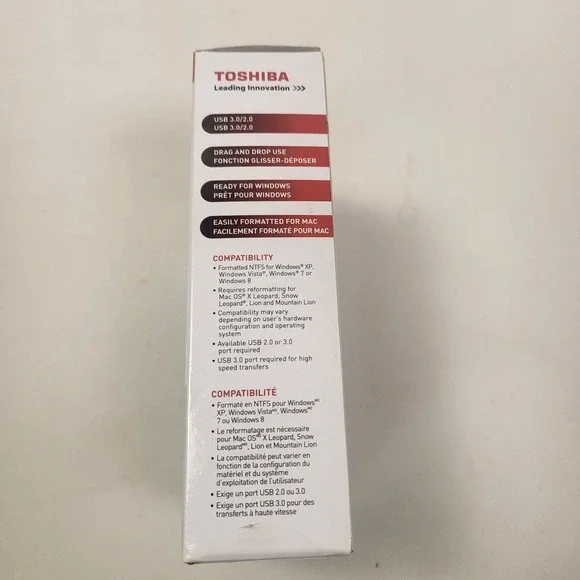 TOSHIBA
Leading Innovation >>>
USB 3.0/2.0
USB 3.0/2.0
DRAG AND DROP USE
FONCTION GLISSER-DÉPOSER
READY FOR WINDOWS
PRÊT POUR WINDOWS
EASILY FORMATTED FOR MAC
FACILEMENT FORMATÉ POUR MAC
COMPATIBILITY
• Formatted NTFS for Windows® XP,
Windows Vista®, Windows® 7 or
Windows 8
• Requires reformatting for
Mac OS® X Leopard, Snow
Leopard®, Lion and Mountain Lion
• Compatibility may vary
depending on user's hardware
configuration and operating
system
• Available USB 2.0 or 3.0
port required
• USB 3.0 port required for high
speed transfers
COMPATIBILITÉ
• Formaté en NTFS pour Windows ᴹᴰ
XP, Windows Vista ᴹᴰ, Windows ᴹᴰ
7 ou Windows 8
• Le reformatage est nécessaire
pour Mac OS ᴹᴰ X Leopard, Snow
Leopard ᴹᴰ, Lion et Mountain Lion
• La compatibilité peut varier en
fonction de la configuration du
matériel et du système
d'exploitation de l'utilisateur
• Exige un port USB 2.0 ou 3.0
• Exige un port USB 3.0 pour des
transferts à haute vitesse